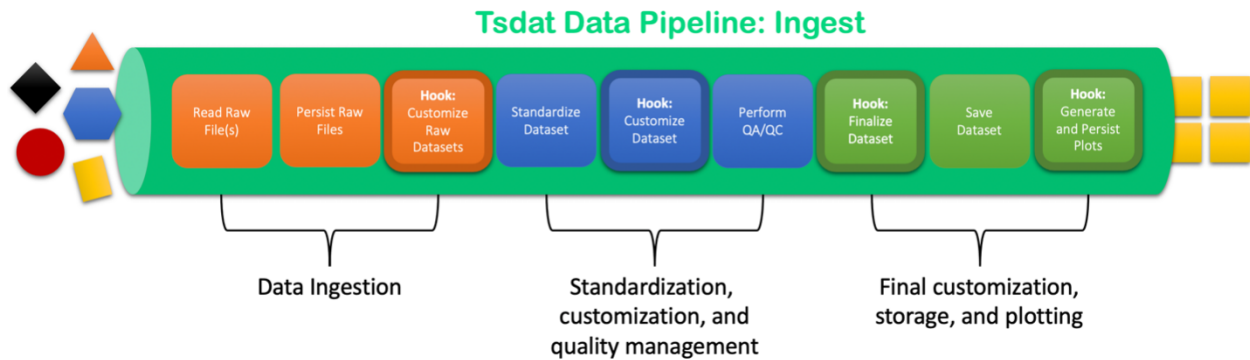 Tsdat Data Pipeline: Ingest
Read Raw
File(s)
Persist Raw
Files
Hook:
Customize
Raw
Datasets
Standardize
Dataset
Hook:
Customize
Dataset
Perform
QA/QC
Hook:
Finalize
Dataset
Save
Dataset
Hook:
Generate
and Persist
Plots
Data Ingestion
Standardization,
customization, and
quality management
Final customization,
storage, and plotting